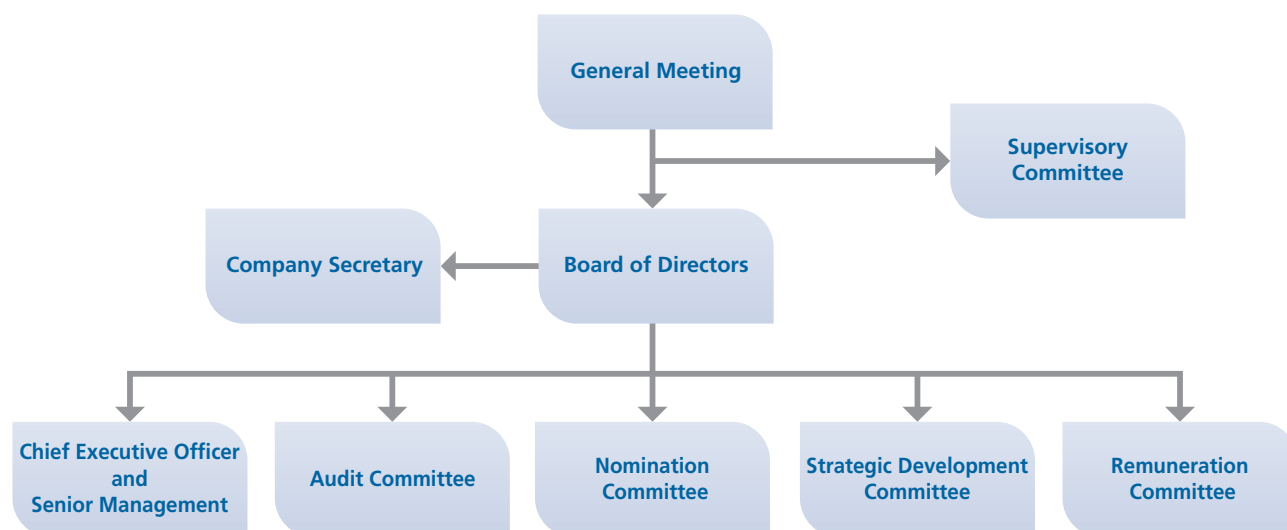 General Meeting
Supervisory
Committee
Company Secretary
Board of Directors
Chief Executive Officer
and
Senior Management
Audit Committee
Nomination
Committee
Strategic Development
Committee
Remuneration
Committee